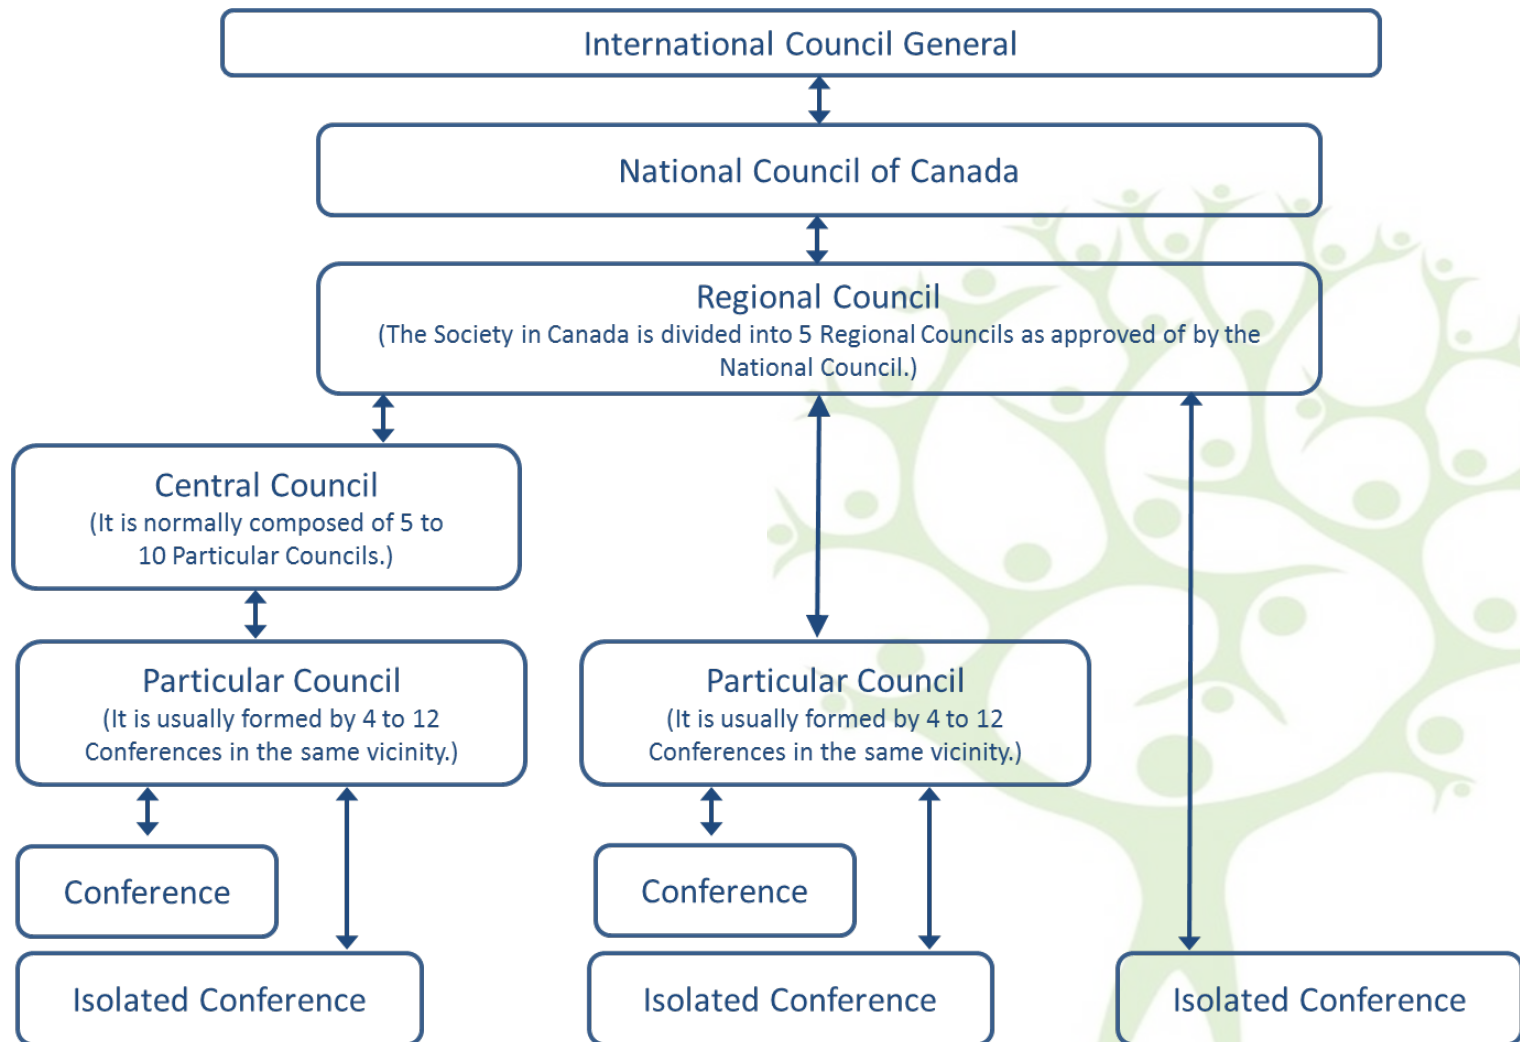 International Council General
National Council of Canada
Regional Council
(The Society in Canada is divided into 5 Regional Councils as approved of by the
National Council.)
Central Council
(It is normally composed of 5 to
10 Particular Councils.)
Particular Council
(It is usually formed by 4 to 12
Conferences in the same vicinity.)
Particular Council
(It is usually formed by 4 to 12
Conferences in the same vicinity.)
Conference
Conference
Isolated Conference
Isolated Conference
Isolated Conference